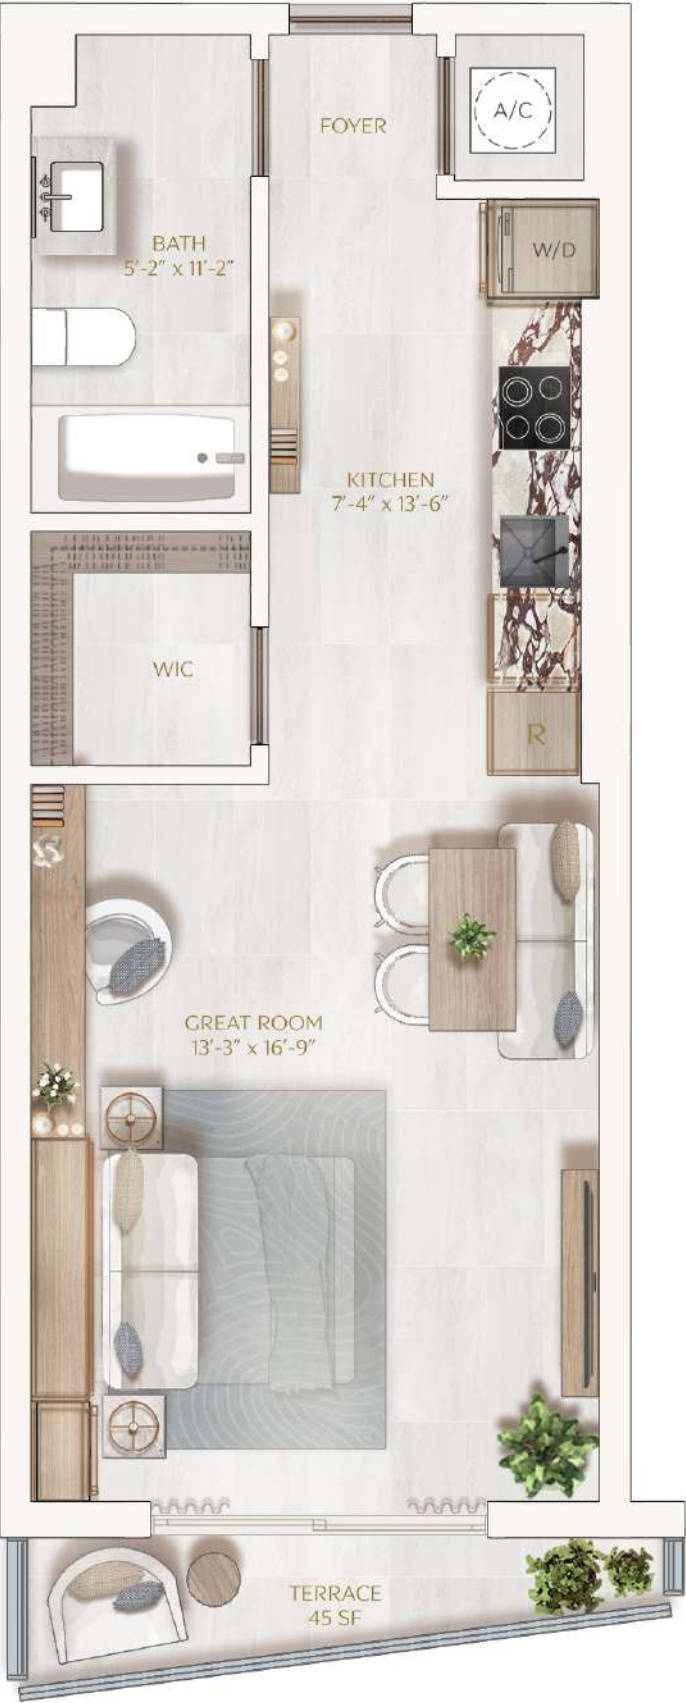 FOYER
A/C
BATH
5'-2" x 11'-2"
W/D
KITCHEN
7'-4" x 13'-6"
WIC
R
GREAT ROOM
13'-3" x 16'-9"
TERRACE
45 SF